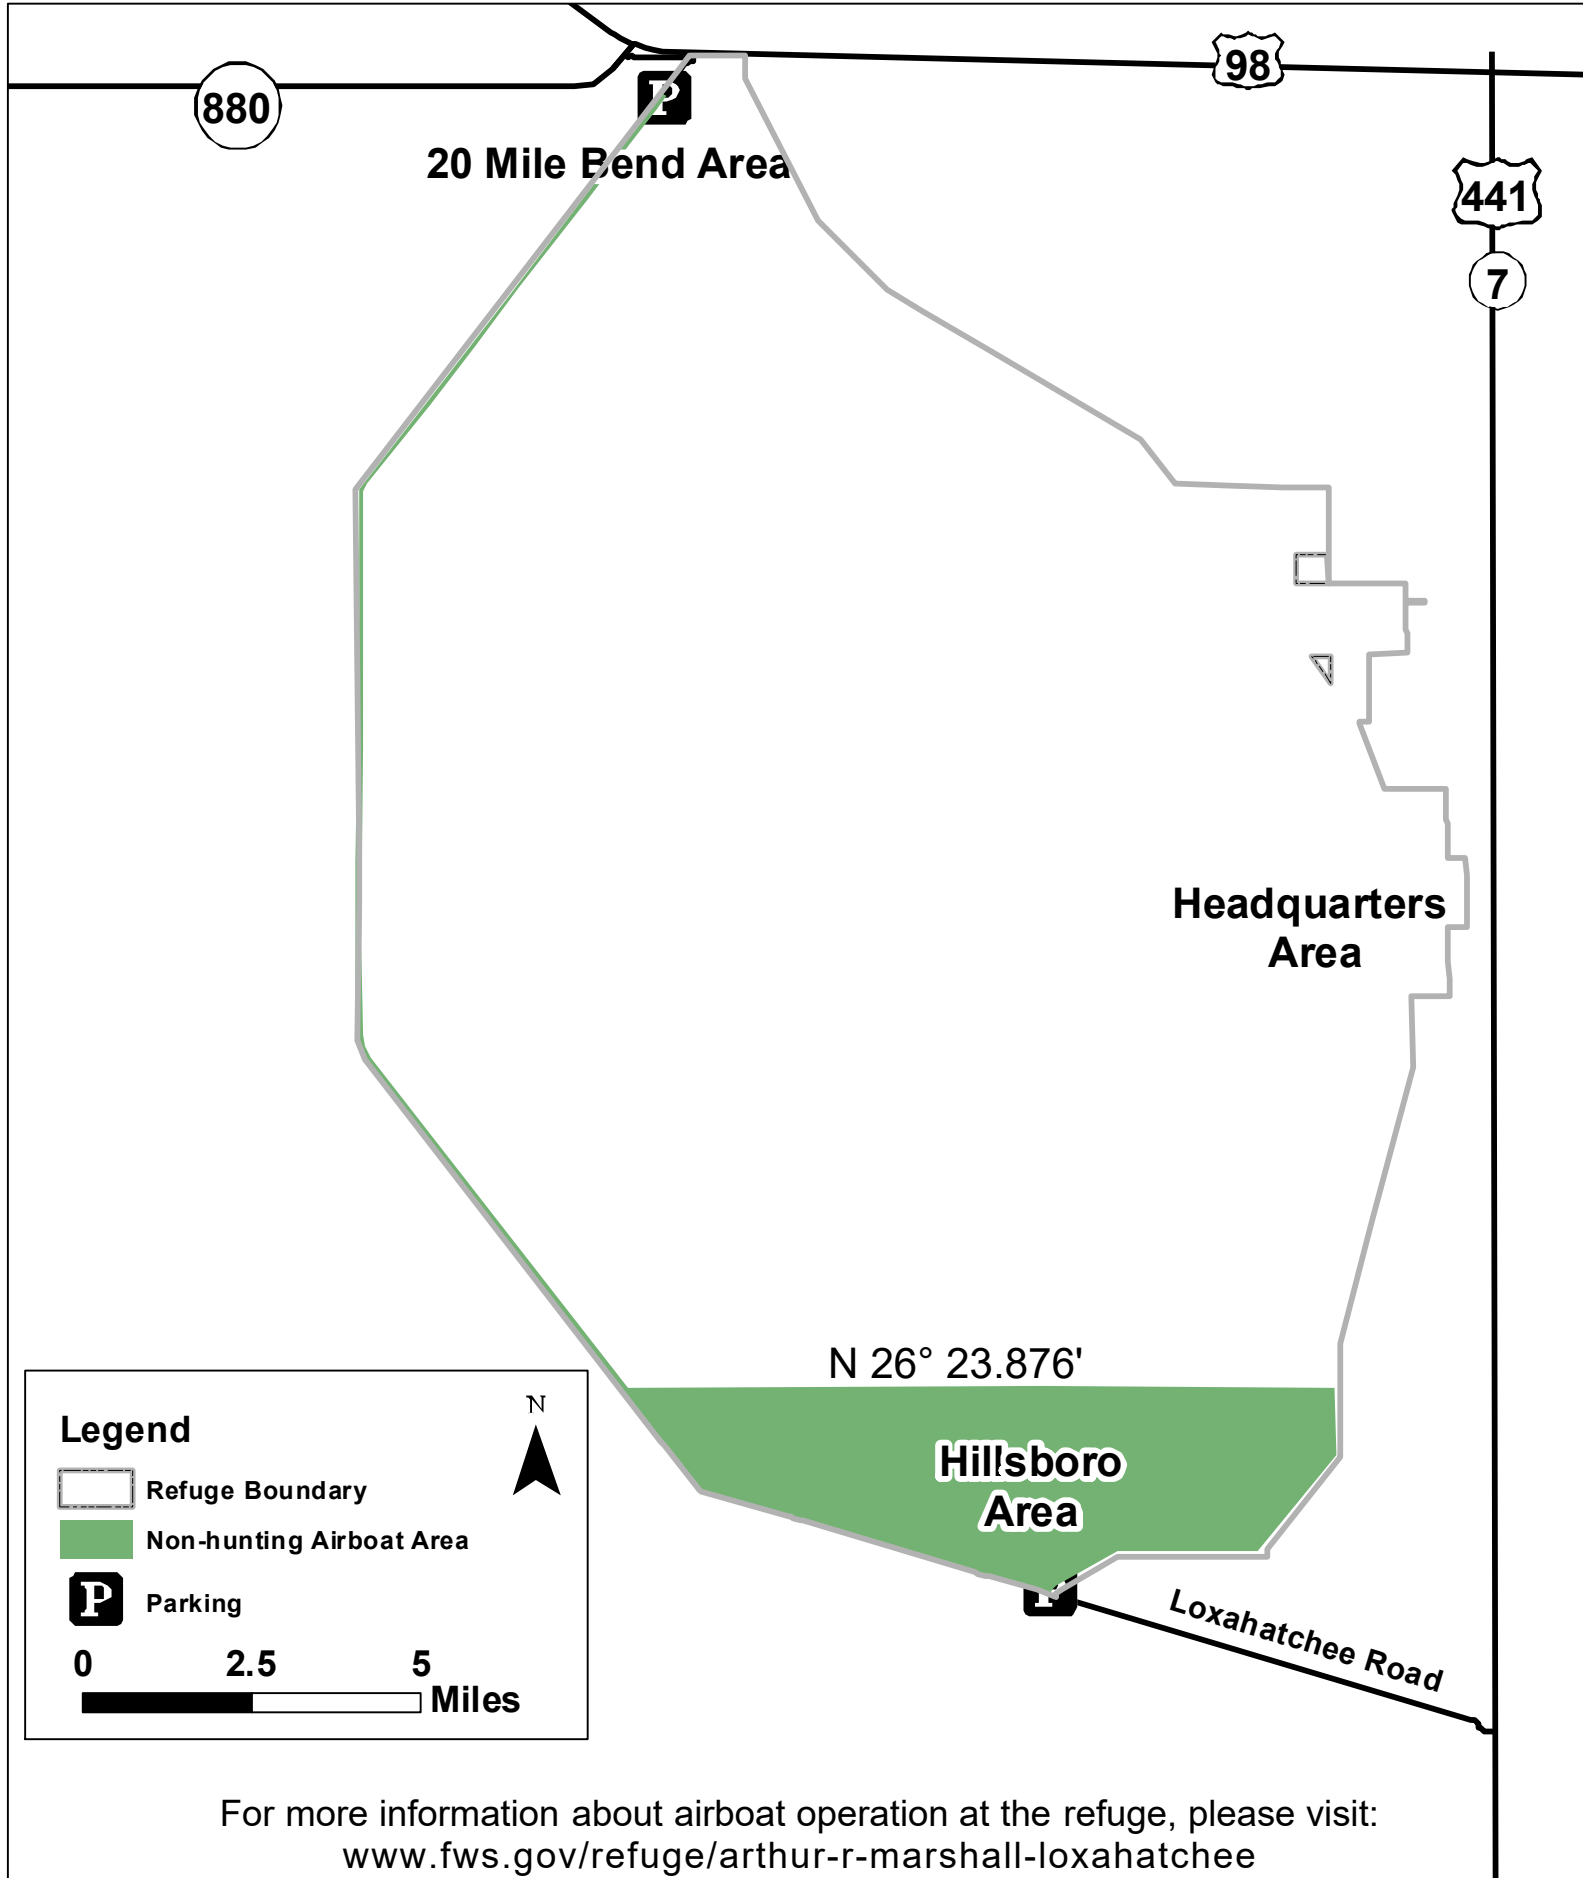 98
880
P
20 Mile Bend Area
441
7
Headquarters
Area
N 26° 23.876'
Hillsboro
Area
Legend
N
Refuge Boundary
Non-hunting Airboat Area
P
Parking
P
Loxahatchee Road
0 2.5 5
Miles
For more information about airboat operation at the refuge, please visit:
www.fws.gov/refuge/arthur-r-marshall-loxahatchee